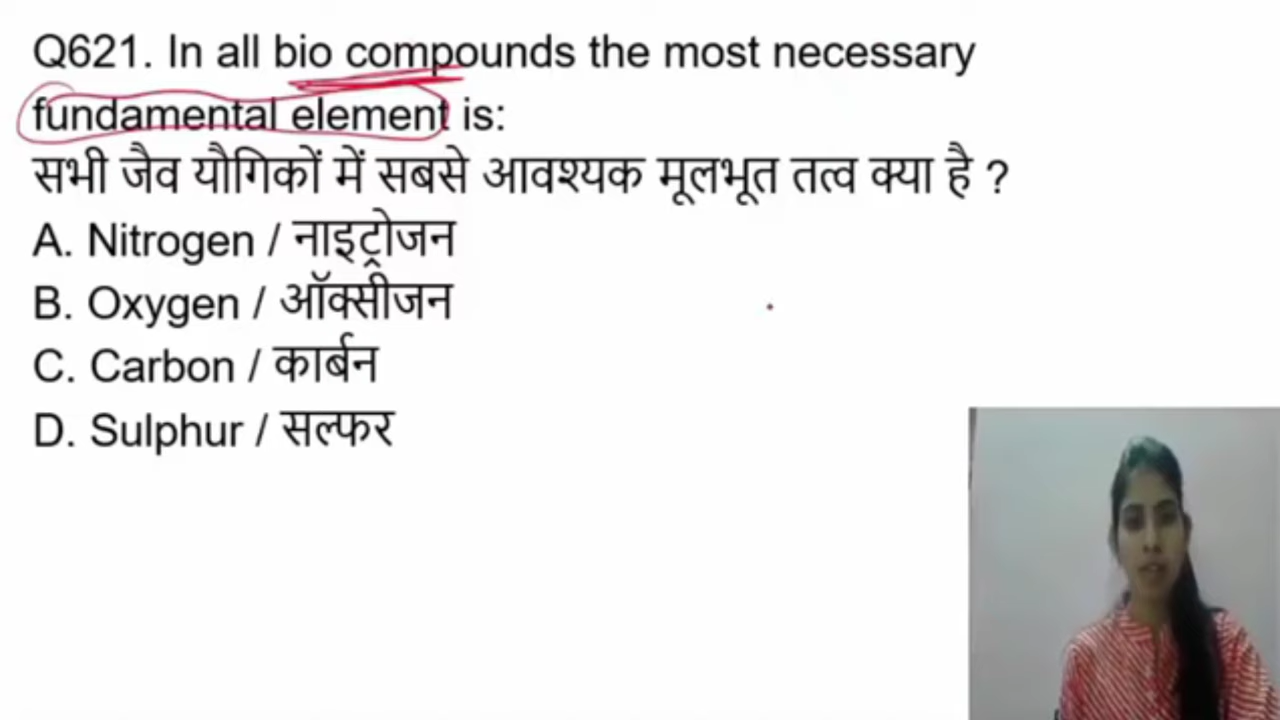 Q621. In all bio compounds the most necessary
fundamental element is:
सभी जैव यौगिकों में सबसे आवश्यक मूलभूत तत्व क्या है ?
A. Nitrogen / नाइट्रोजन
B. Oxygen / ऑक्सीजन
C. Carbon / कार्बन
D. Sulphur / सल्फर